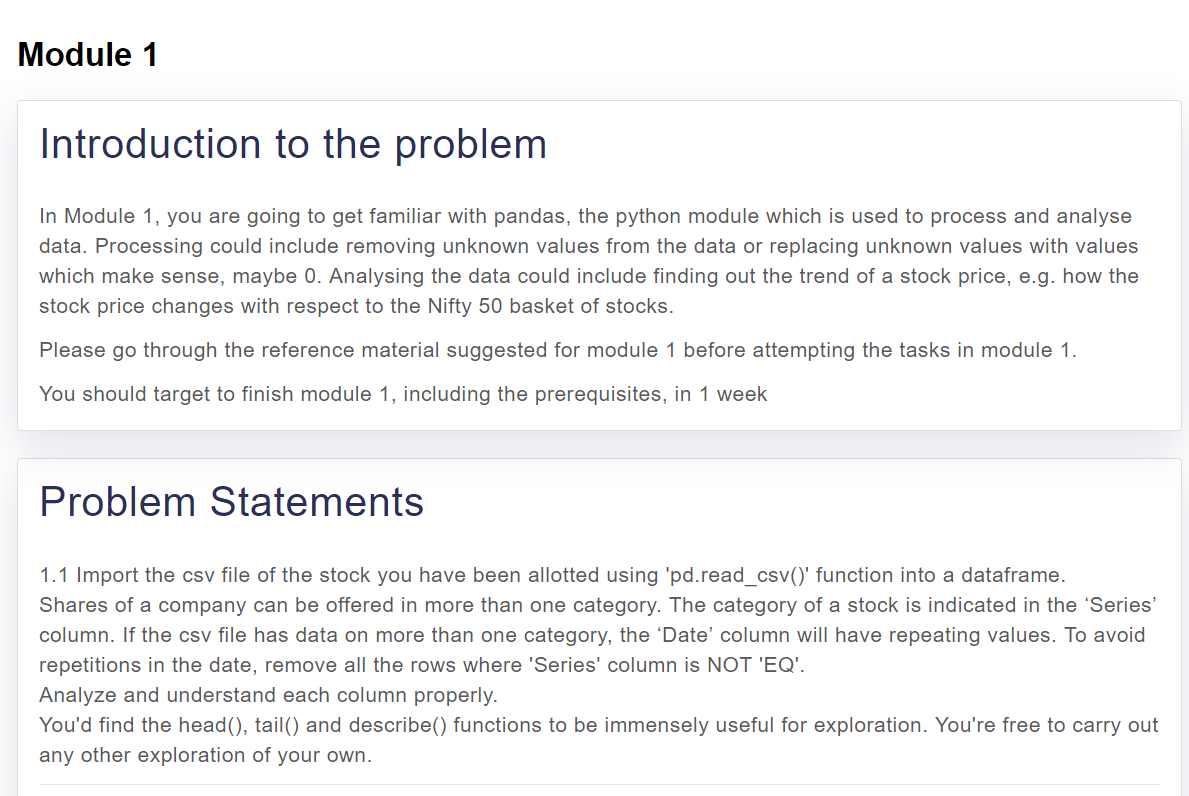 Module 1
Introduction to the problem
In Module 1, you are going to get familiar with pandas, the python module which is used to process and analyse
data. Processing could include removing unknown values from the data or replacing unknown values with values
which make sense, maybe 0. Analysing the data could include finding out the trend of a stock price, e.g. how the
stock price changes with respect to the Nifty 50 basket of stocks.
Please go through the reference material suggested for module 1 before attempting the tasks in module 1.
You should target to finish module 1, including the prerequisites, in 1 week
Problem Statements
1.1 Import the csv file of the stock you have been allotted using 'pd.read_csv()' function into a dataframe.
Shares of a company can be offered in more than one category. The category of a stock is indicated in the ‘Series’
column. If the csv file has data on more than one category, the ‘Date’ column will have repeating values. To avoid
repetitions in the date, remove all the rows where 'Series' column is NOT 'EQ'.
Analyze and understand each column properly.
You'd find the head(), tail() and describe() functions to be immensely useful for exploration. You're free to carry out
any other exploration of your own.